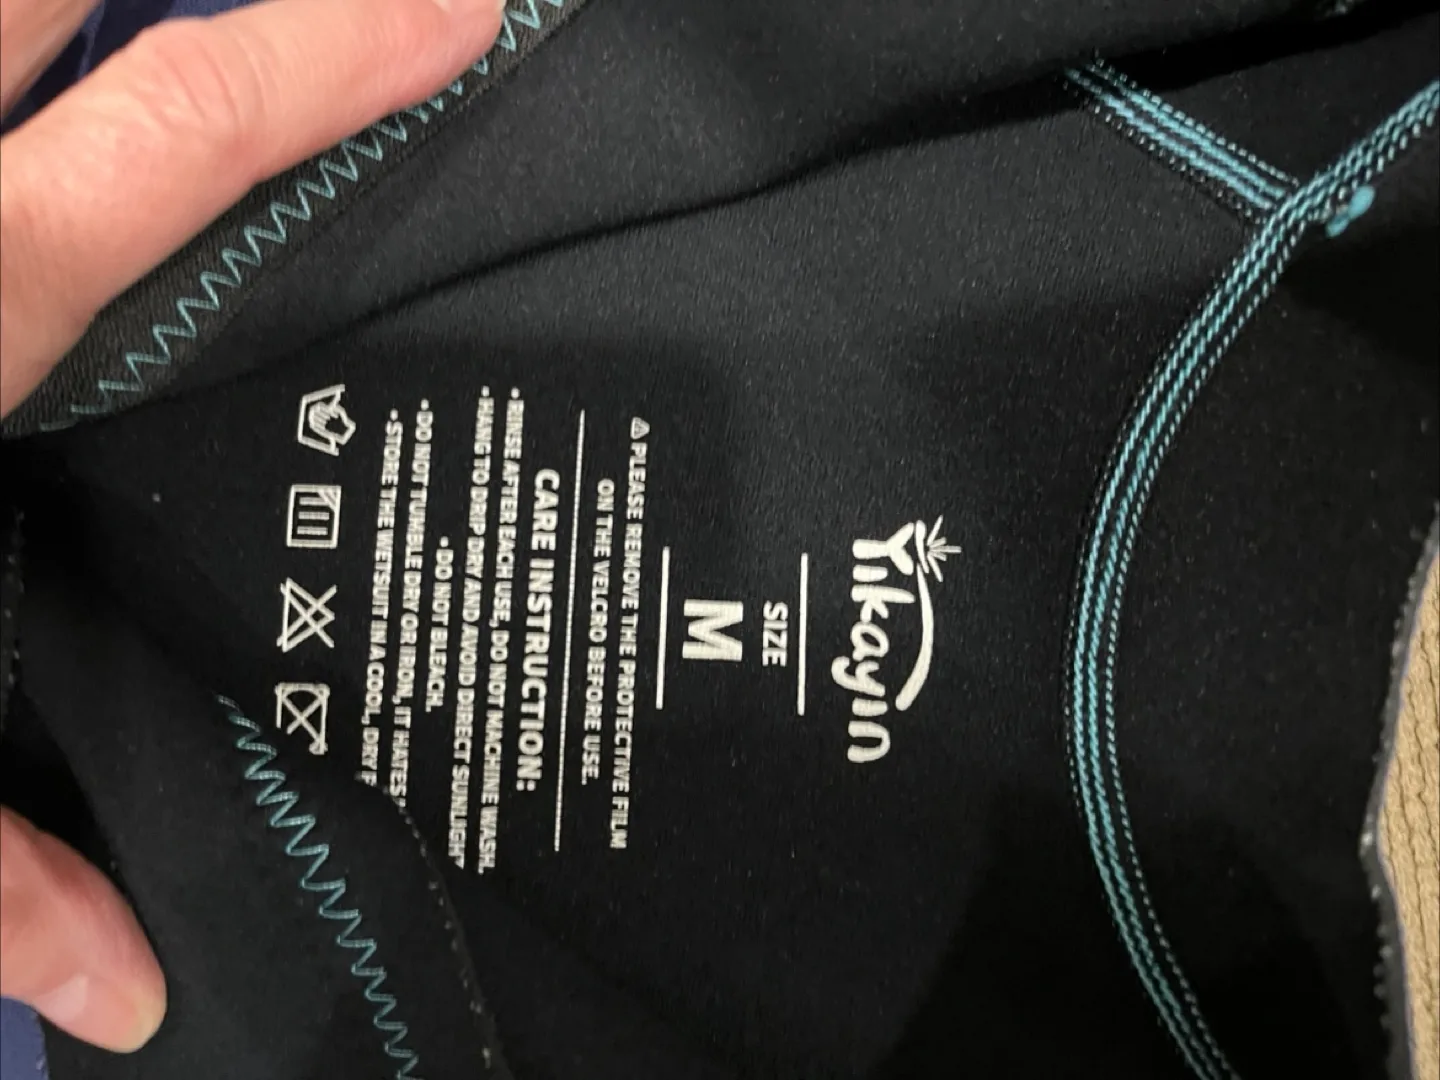 Yikayin
SIZE
M
PLEASE REMOVE THE PROTECTIVE FILM
ON THE VELCRO BEFORE USE.
CARE INSTRUCTION:
• RINSE AFTER EACH USE, DO NOT MACHINE WASH.
• HANG TO DRIP DRY AND AVOID DIRECT SUNLIGHT
• DO NOT BLEACH.
• DO NOT TUMBLE DRY OR IRON, IT HATES
• STORE THE WETSUIT IN A COOL, DRY